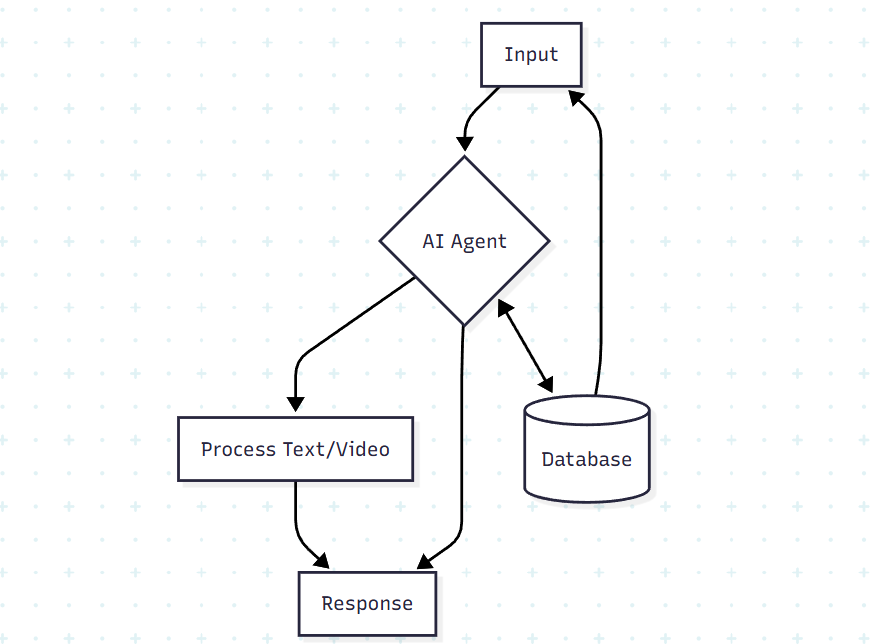 Input
AI Agent
Process Text/Video
Database
Response